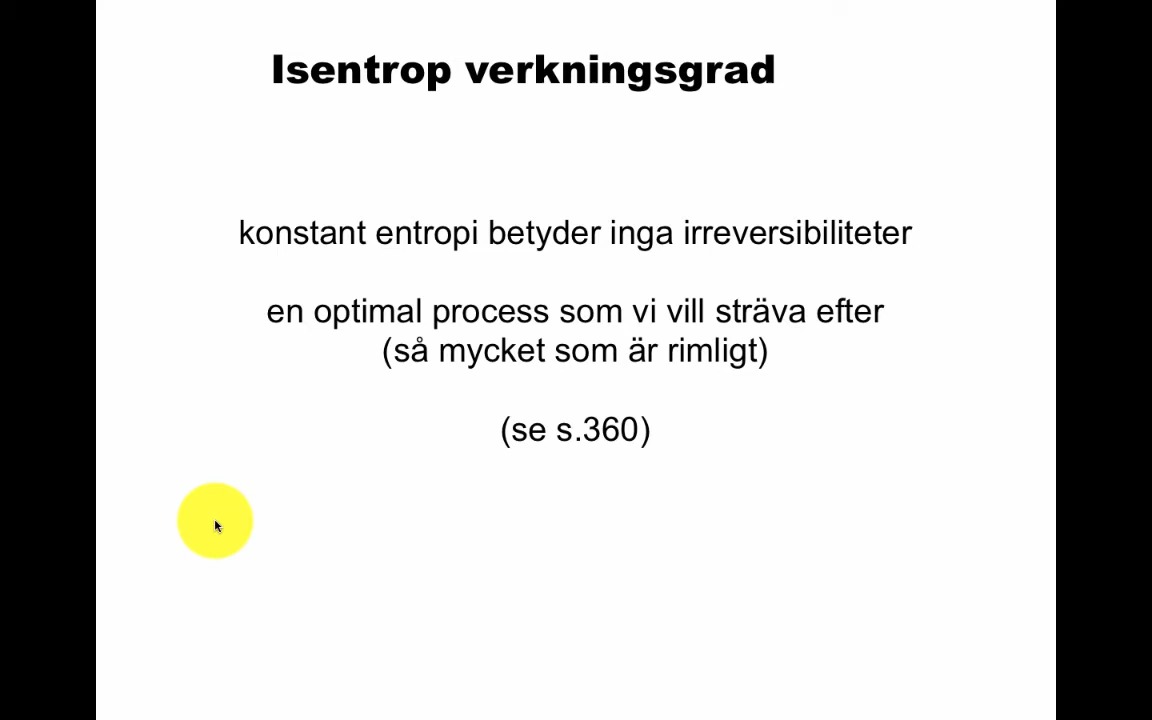 Isentrop verkningsgrad
konstant entropi betyder inga irreversibiliteter
en optimal process som vi vill sträva efter
(så mycket som är rimligt)
(se s.360)